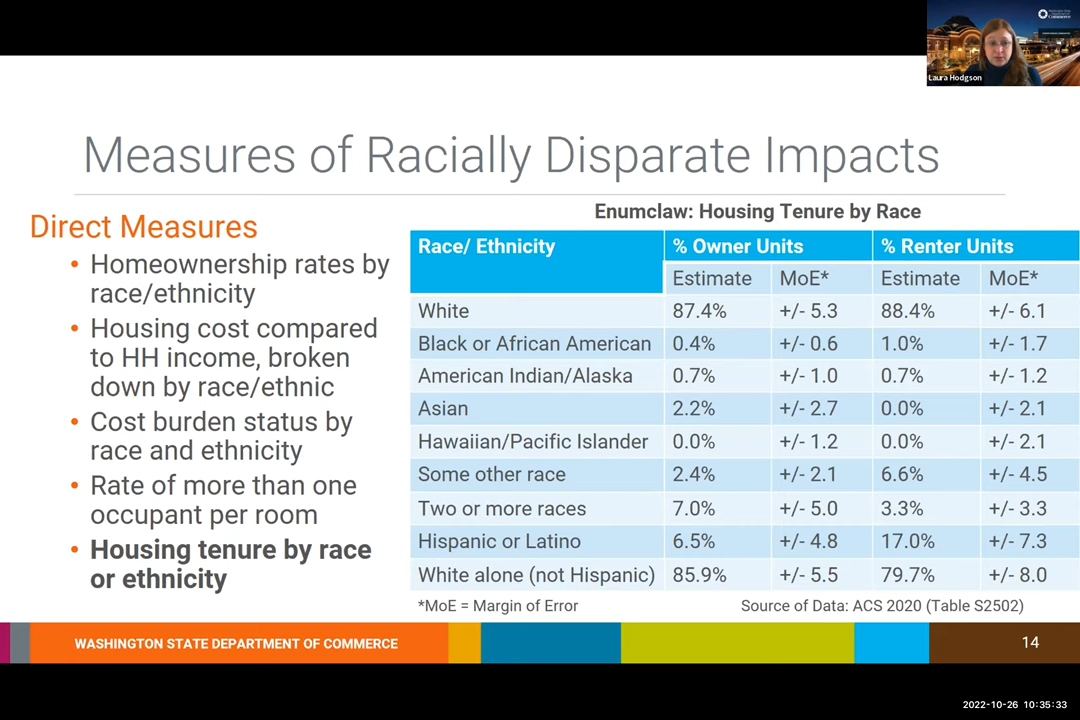 Washington State
Department of
Commerce
Laura Hodgson
Measures of Racially Disparate Impacts
Direct Measures
• Homeownership rates by
race/ethnicity
• Housing cost compared
to HH income, broken
down by race/ethnic
• Cost burden status by
race and ethnicity
• Rate of more than one
occupant per room
• Housing tenure by race
or ethnicity
Enumclaw: Housing Tenure by Race
Race/ Ethnicity % Owner Units % Renter Units
Estimate MoE* Estimate MoE*
White 87.4% +/- 5.3 88.4% +/- 6.1
Black or African American 0.4% +/- 0.6 1.0% +/- 1.7
American Indian/Alaska 0.7% +/- 1.0 0.7% +/- 1.2
Asian 2.2% +/- 2.7 0.0% +/- 2.1
Hawaiian/Pacific Islander 0.0% +/- 1.2 0.0% +/- 2.1
Some other race 2.4% +/- 2.1 6.6% +/- 4.5
Two or more races 7.0% +/- 5.0 3.3% +/- 3.3
Hispanic or Latino 6.5% +/- 4.8 17.0% +/- 7.3
White alone (not Hispanic) 85.9% +/- 5.5 79.7% +/- 8.0
*MoE = Margin of Error Source of Data: ACS 2020 (Table S2502)
WASHINGTON STATE DEPARTMENT OF COMMERCE 14
2022-10-26 10:35:33